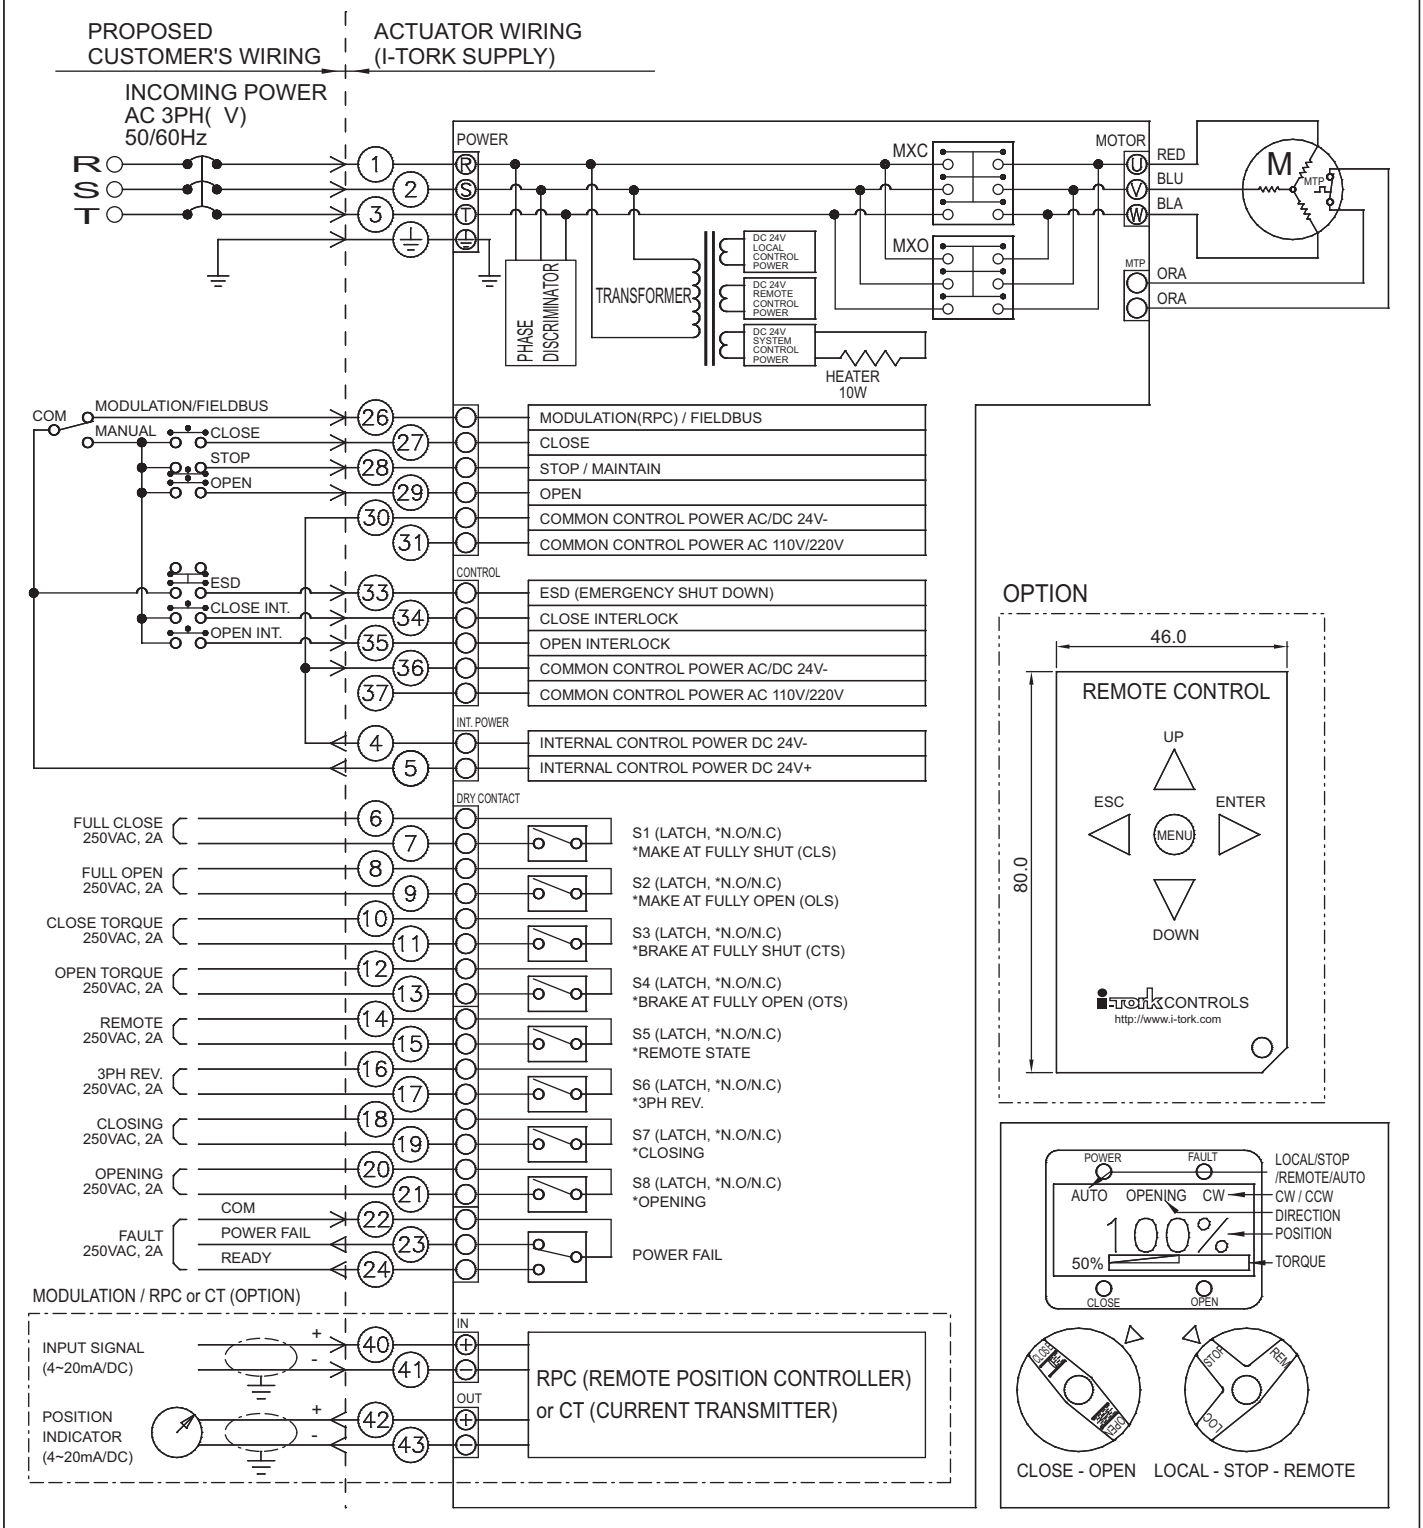 PROPOSED
CUSTOMER'S WIRING
ACTUATOR WIRING
(I-TORK SUPPLY)
INCOMING POWER
AC 3PH(   V)
50/60Hz
R
S
T
1
2
3
POWER
R
S
T
PHASE
DISCRIMINATOR
TRANSFORMER
DC 24V
LOCAL
CONTROL
POWER
DC 24V
REMOTE
CONTROL
POWER
DC 24V
SYSTEM
CONTROL
POWER
HEATER
10W
MXC
MXO
MOTOR
U
V
W
RED
BLU
BLA
M
MTP
MTP
ORA
ORA
COM
MODULATION/FIELDBUS
MANUAL
CLOSE
STOP
OPEN
ESD
CLOSE INT.
OPEN INT.
26
27
28
29
30
31
MODULATION(RPC) / FIELDBUS
CLOSE
STOP / MAINTAIN
OPEN
COMMON CONTROL POWER AC/DC 24V-
COMMON CONTROL POWER AC 110V/220V
CONTROL
33
34
35
36
37
ESD (EMERGENCY SHUT DOWN)
CLOSE INTERLOCK
OPEN INTERLOCK
COMMON CONTROL POWER AC/DC 24V-
COMMON CONTROL POWER AC 110V/220V
INT. POWER
4
5
INTERNAL CONTROL POWER DC 24V-
INTERNAL CONTROL POWER DC 24V+
DRY CONTACT
FULL CLOSE
250VAC, 2A
6
7
S1 (LATCH, *N.O/N.C)
*MAKE AT FULLY SHUT (CLS)
FULL OPEN
250VAC, 2A
8
9
S2 (LATCH, *N.O/N.C)
*MAKE AT FULLY OPEN (OLS)
CLOSE TORQUE
250VAC, 2A
10
11
S3 (LATCH, *N.O/N.C)
*BRAKE AT FULLY SHUT (CTS)
OPEN TORQUE
250VAC, 2A
12
13
S4 (LATCH, *N.O/N.C)
*BRAKE AT FULLY OPEN (OTS)
REMOTE
250VAC, 2A
14
15
S5 (LATCH, *N.O/N.C)
*REMOTE STATE
3PH REV.
250VAC, 2A
16
17
S6 (LATCH, *N.O/N.C)
*3PH REV.
CLOSING
250VAC, 2A
18
19
S7 (LATCH, *N.O/N.C)
*CLOSING
OPENING
250VAC, 2A
20
21
S8 (LATCH, *N.O/N.C)
*OPENING
FAULT
250VAC, 2A
COM
POWER FAIL
READY
22
23
24
POWER FAIL
MODULATION / RPC or CT (OPTION)
INPUT SIGNAL
(4~20mA/DC)
+
-
40
41
IN
+
-
POSITION
INDICATOR
(4~20mA/DC)
+
-
42
43
OUT
+
-
RPC (REMOTE POSITION CONTROLLER)
or CT (CURRENT TRANSMITTER)
OPTION
46.0
80.0
REMOTE CONTROL
UP
ESC
ENTER
MENU
DOWN
i-TORK CONTROLS
http://www.i-tork.com
POWER
FAULT
AUTO OPENING CW
100%
50%
CLOSE
OPEN
LOCAL/STOP
/REMOTE/AUTO
CW / CCW
DIRECTION
POSITION
TORQUE
CLOSE
OPEN
STOP
REM
LOC
CLOSE - OPEN
LOCAL - STOP - REMOTE